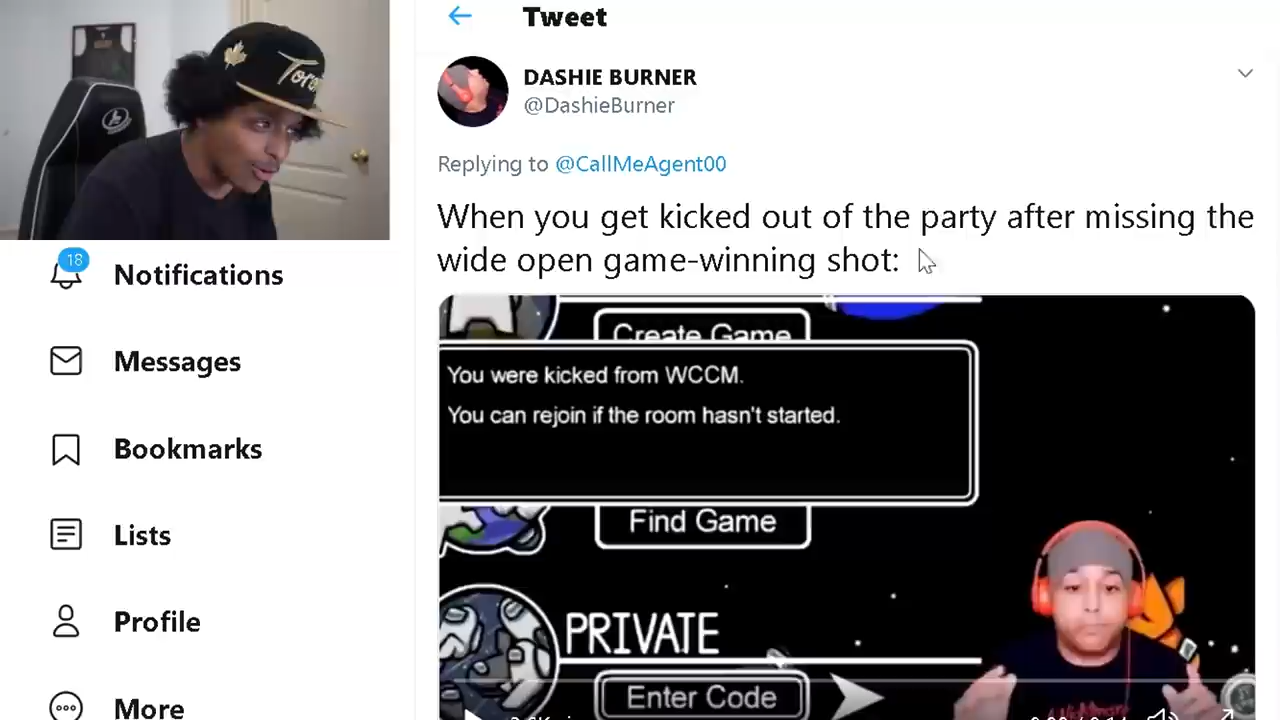 Tweet
DASHIE BURNER
@DashieBurner
Replying to @CallMeAgent00
When you get kicked out of the party after missing the
wide open game-winning shot:
18
Notifications
Messages
Bookmarks
Lists
Profile
More
Create Game
You were kicked from WCCM.
You can rejoin if the room hasn't started.
Find Game
PRIVATE
Enter Code